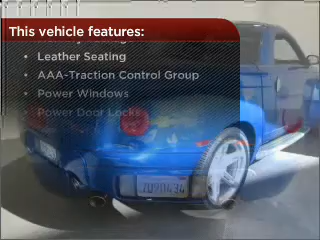 This vehicle features:
• Leather Seating
• AAA-Traction Control Group
• Power Windows
• Power Door Locks